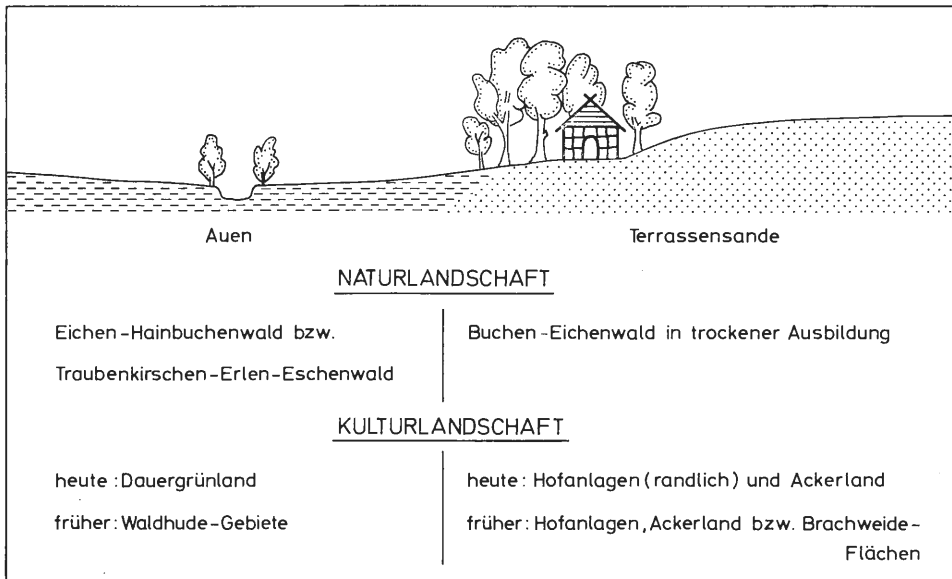 Auen
Terrassensande
NATURLANDSCHAFT
Eichen-Hainbuchenwald bzw.
Traubenkirschen-Erlen-Eschenwald
Buchen-Eichenwald in trockener Ausbildung
KULTURLANDSCHAFT
heute: Dauergrünland
früher: Waldhude-Gebiete
heute: Hofanlagen (randlich) und Ackerland
früher: Hofanlagen, Ackerland bzw. Brachweide-
Flächen